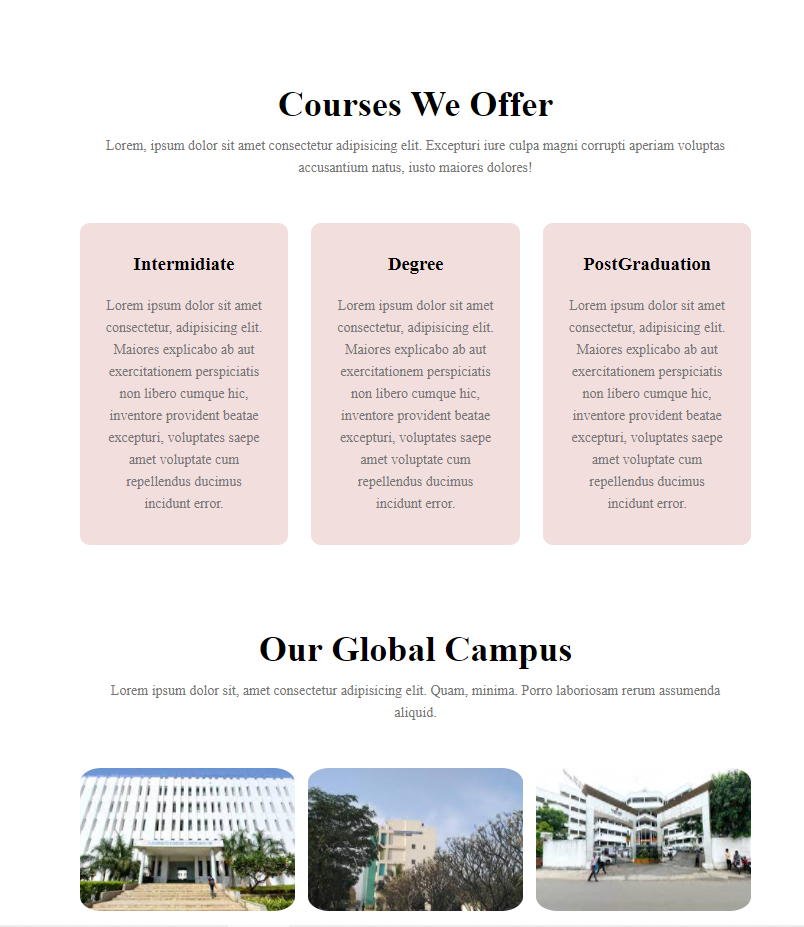 Courses We Offer
Lorem, ipsum dolor sit amet consectetur adipisicing elit. Excepturi iure culpa magni corrupti aperiam voluptas
accusantium natus, iusto maiores dolores!
Intermidiate
Lorem ipsum dolor sit amet
consectetur, adipisicing elit.
Maiores explicabo ab aut
exercitationem perspiciatis
non libero cumque hic,
inventore provident beatae
excepturi, voluptates saepe
amet voluptate cum
repellendus ducimus
incidunt error.
Degree
Lorem ipsum dolor sit amet
consectetur, adipisicing elit.
Maiores explicabo ab aut
exercitationem perspiciatis
non libero cumque hic,
inventore provident beatae
excepturi, voluptates saepe
amet voluptate cum
repellendus ducimus
incidunt error.
PostGraduation
Lorem ipsum dolor sit amet
consectetur, adipisicing elit.
Maiores explicabo ab aut
exercitationem perspiciatis
non libero cumque hic,
inventore provident beatae
excepturi, voluptates saepe
amet voluptate cum
repellendus ducimus
incidunt error.
Our Global Campus
Lorem ipsum dolor sit, amet consectetur adipisicing elit. Quam, minima. Porro laboriosam rerum assumenda
aliquid.